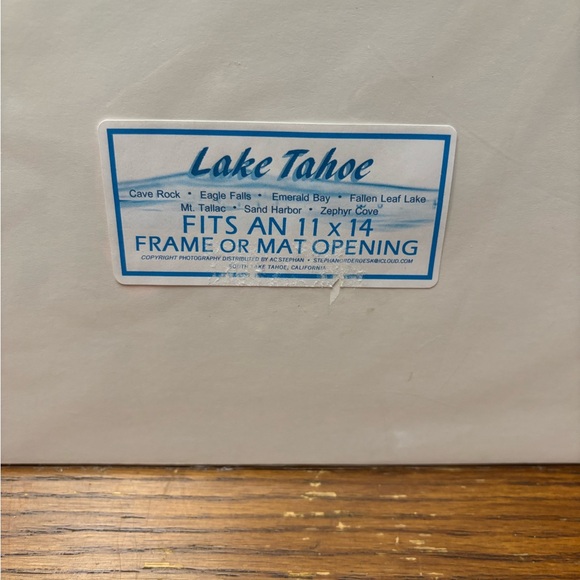 Lake Tahoe
Cave Rock • Eagle Falls • Emerald Bay • Fallen Leaf Lake
Mt. Tallac • Sand Harbor • Zephyr Cove
FITS AN 11 x 14
FRAME OR MAT OPENING
COPYRIGHT PHOTOGRAPHY DISTRIBUTED BY AC STEPHAN •
SOUTH LAKE TAHOE, CALIFORNIA